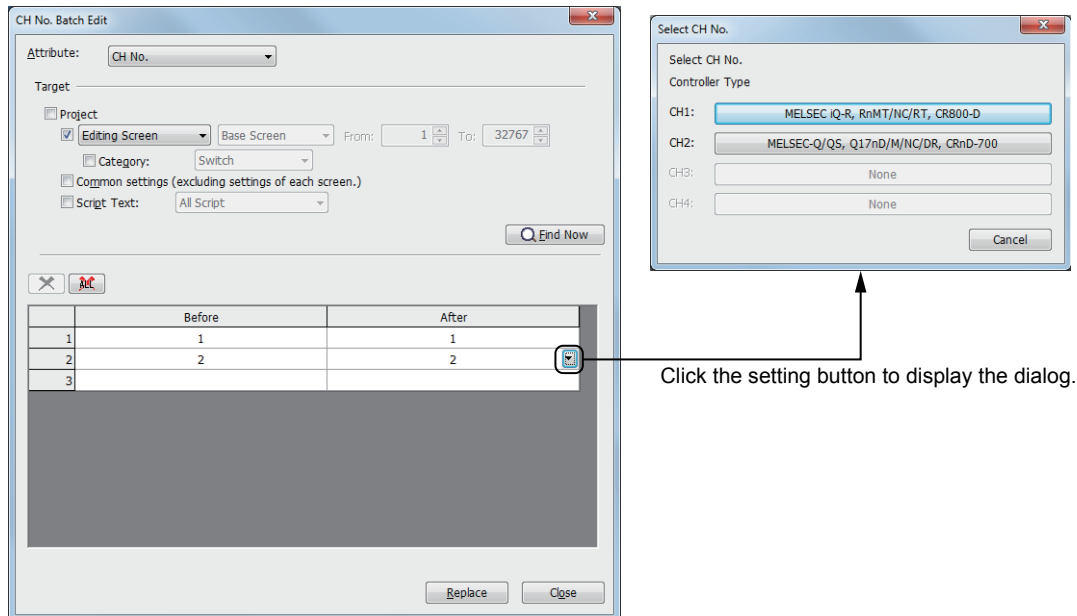 CH No. Batch Edit
Attribute: CH No.
Target
Project
Editing Screen Base Screen From: 1 To: 32767
Category: Switch
Common settings (excluding settings of each screen.)
Script Text: All Script
Find Now
ALL
Before After
1 1 1
2 2 2
3
Replace Close
Select CH No.
Select CH No.
Controller Type
CH1: MELSEC iQ-R, RnMT/NC/RT, CR800-D
CH2: MELSEC-Q/QS, Q17nD/M/NC/DR, CRnD-700
CH3: None
CH4: None
Cancel
Click the setting button to display the dialog.